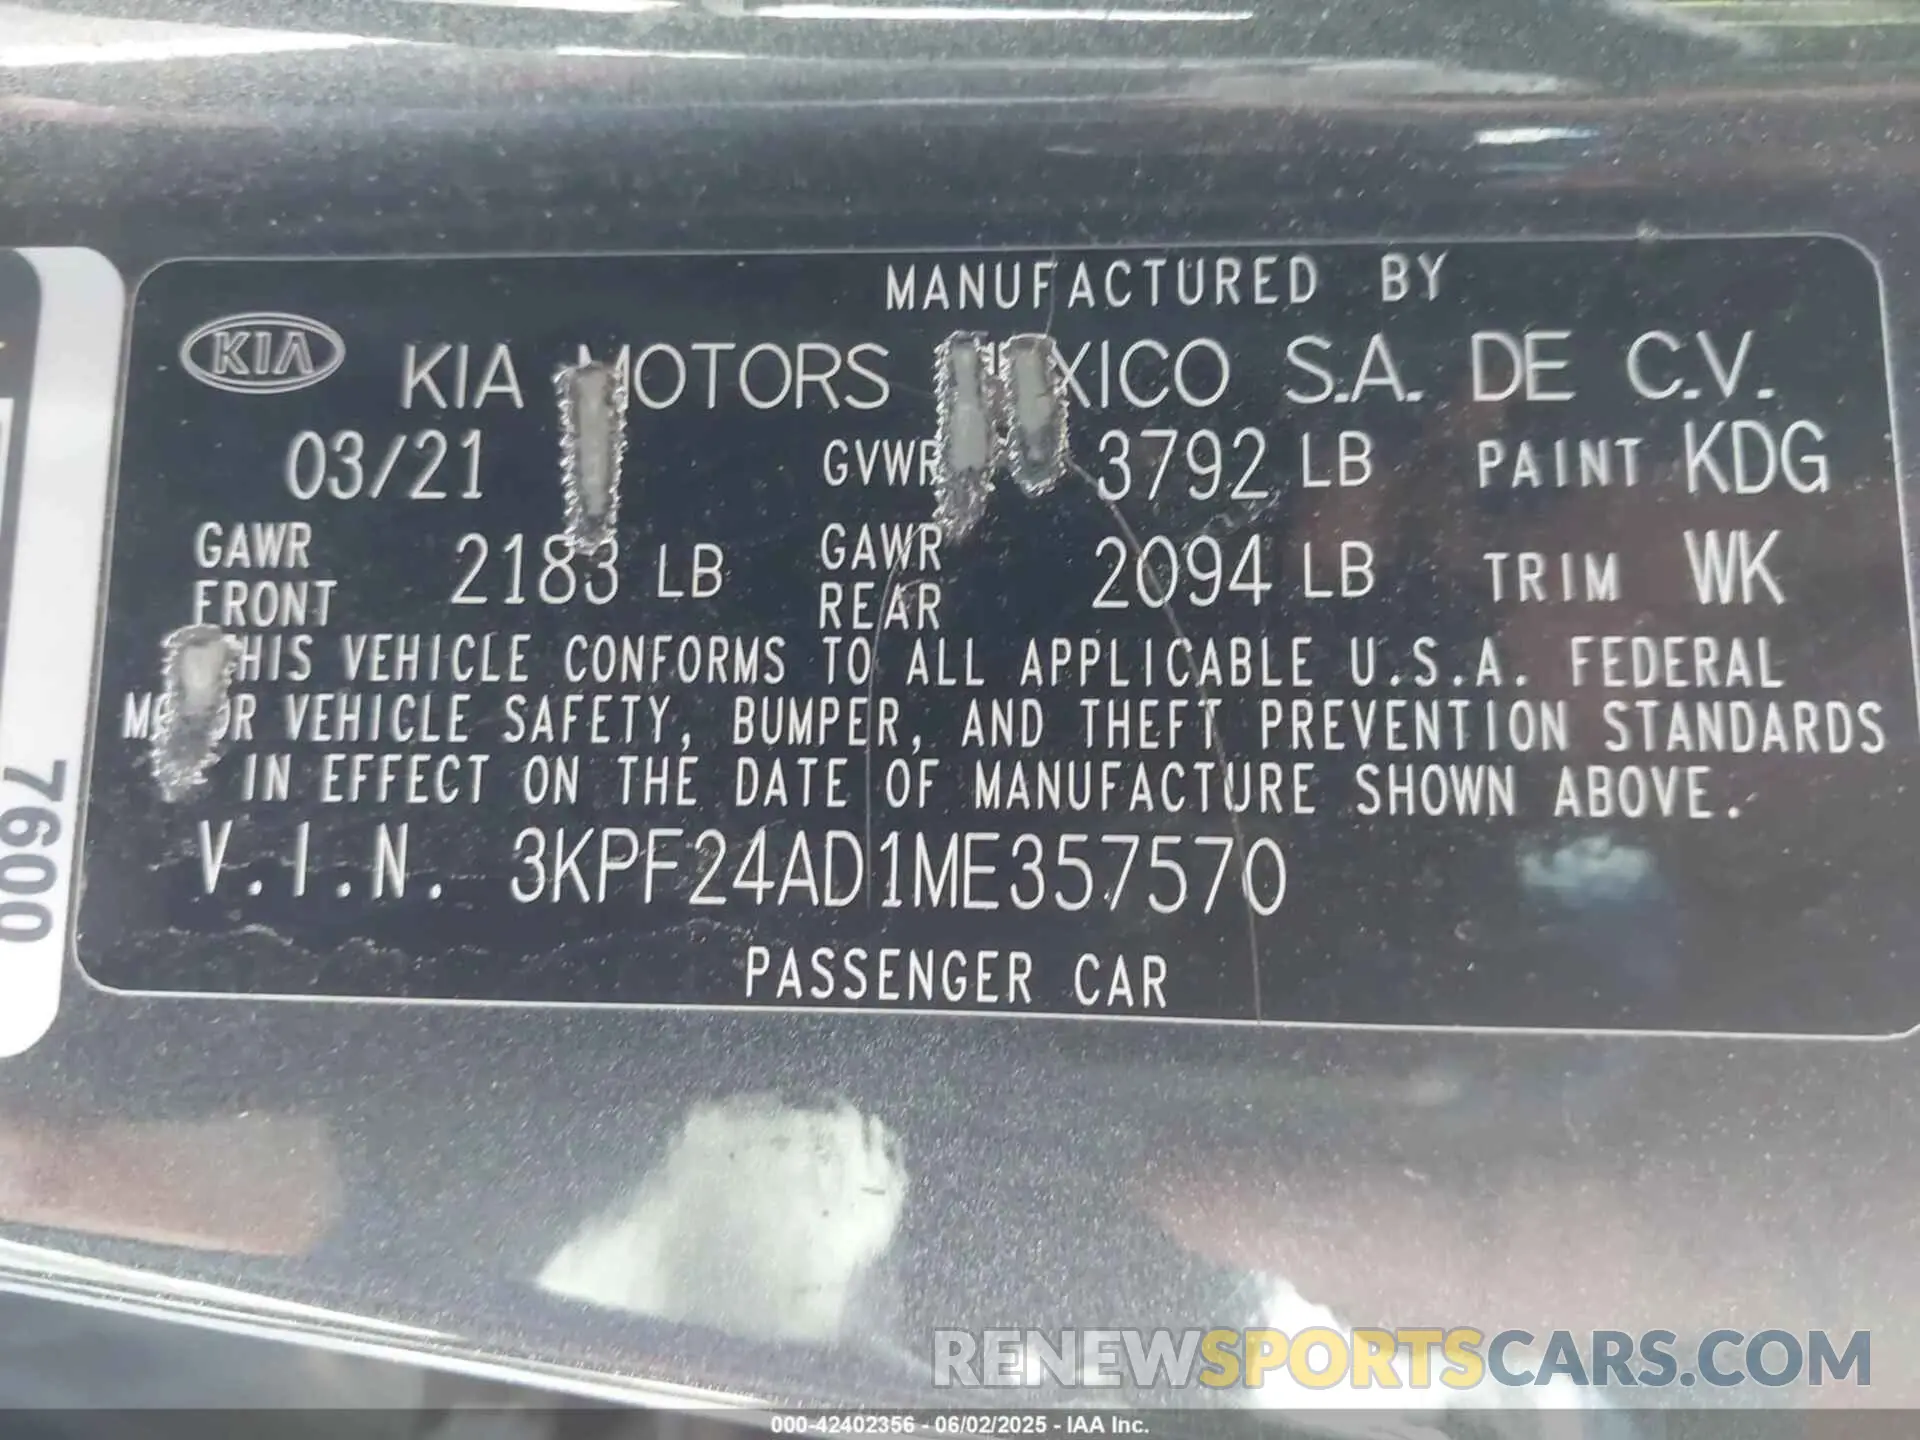 MANUFACTURED BY
KIA KIA MOTORS MEXICO S.A. DE C.V.
03/21 GVWR 3792 LB PAINT KDG
GAWR FRONT 2183 LB GAWR REAR 2094 LB TRIM WK
THIS VEHICLE CONFORMS TO ALL APPLICABLE U.S.A. FEDERAL
MOTOR VEHICLE SAFETY, BUMPER, AND THEFT PREVENTION STANDARDS
IN EFFECT ON THE DATE OF MANUFACTURE SHOWN ABOVE.
V.I.N. 3KPF24AD1ME357570
PASSENGER CAR
7600
RENEWSPORTSCARS.COM
000-42402356 - 06/02/2025 - IAA Inc.